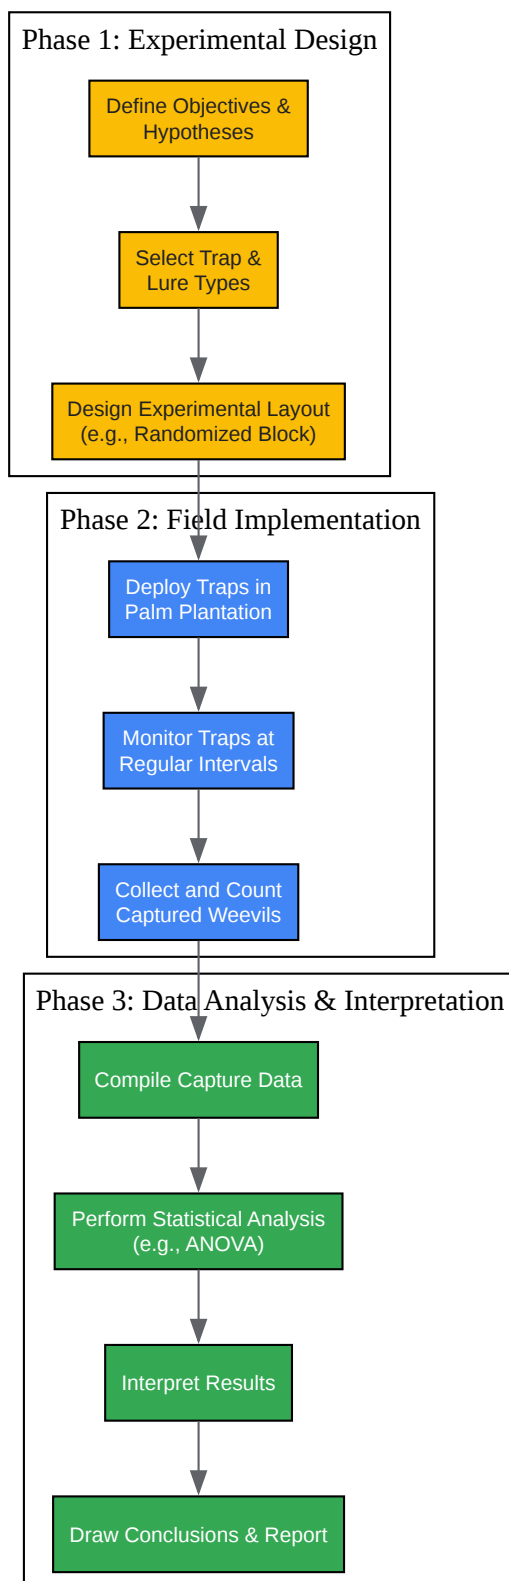 Phase 1: Experimental Design
Define Objectives &
Hypotheses
Select Trap &
Lure Types
Design Experimental Layout
(e.g., Randomized Block)
Phase 2: Field Implementation
Deploy Traps in
Palm Plantation
Monitor Traps at
Regular Intervals
Collect and Count
Captured Weevils
Phase 3: Data Analysis & Interpretation
Compile Capture Data
Perform Statistical Analysis
(e.g., ANOVA)
Interpret Results
Draw Conclusions & Report